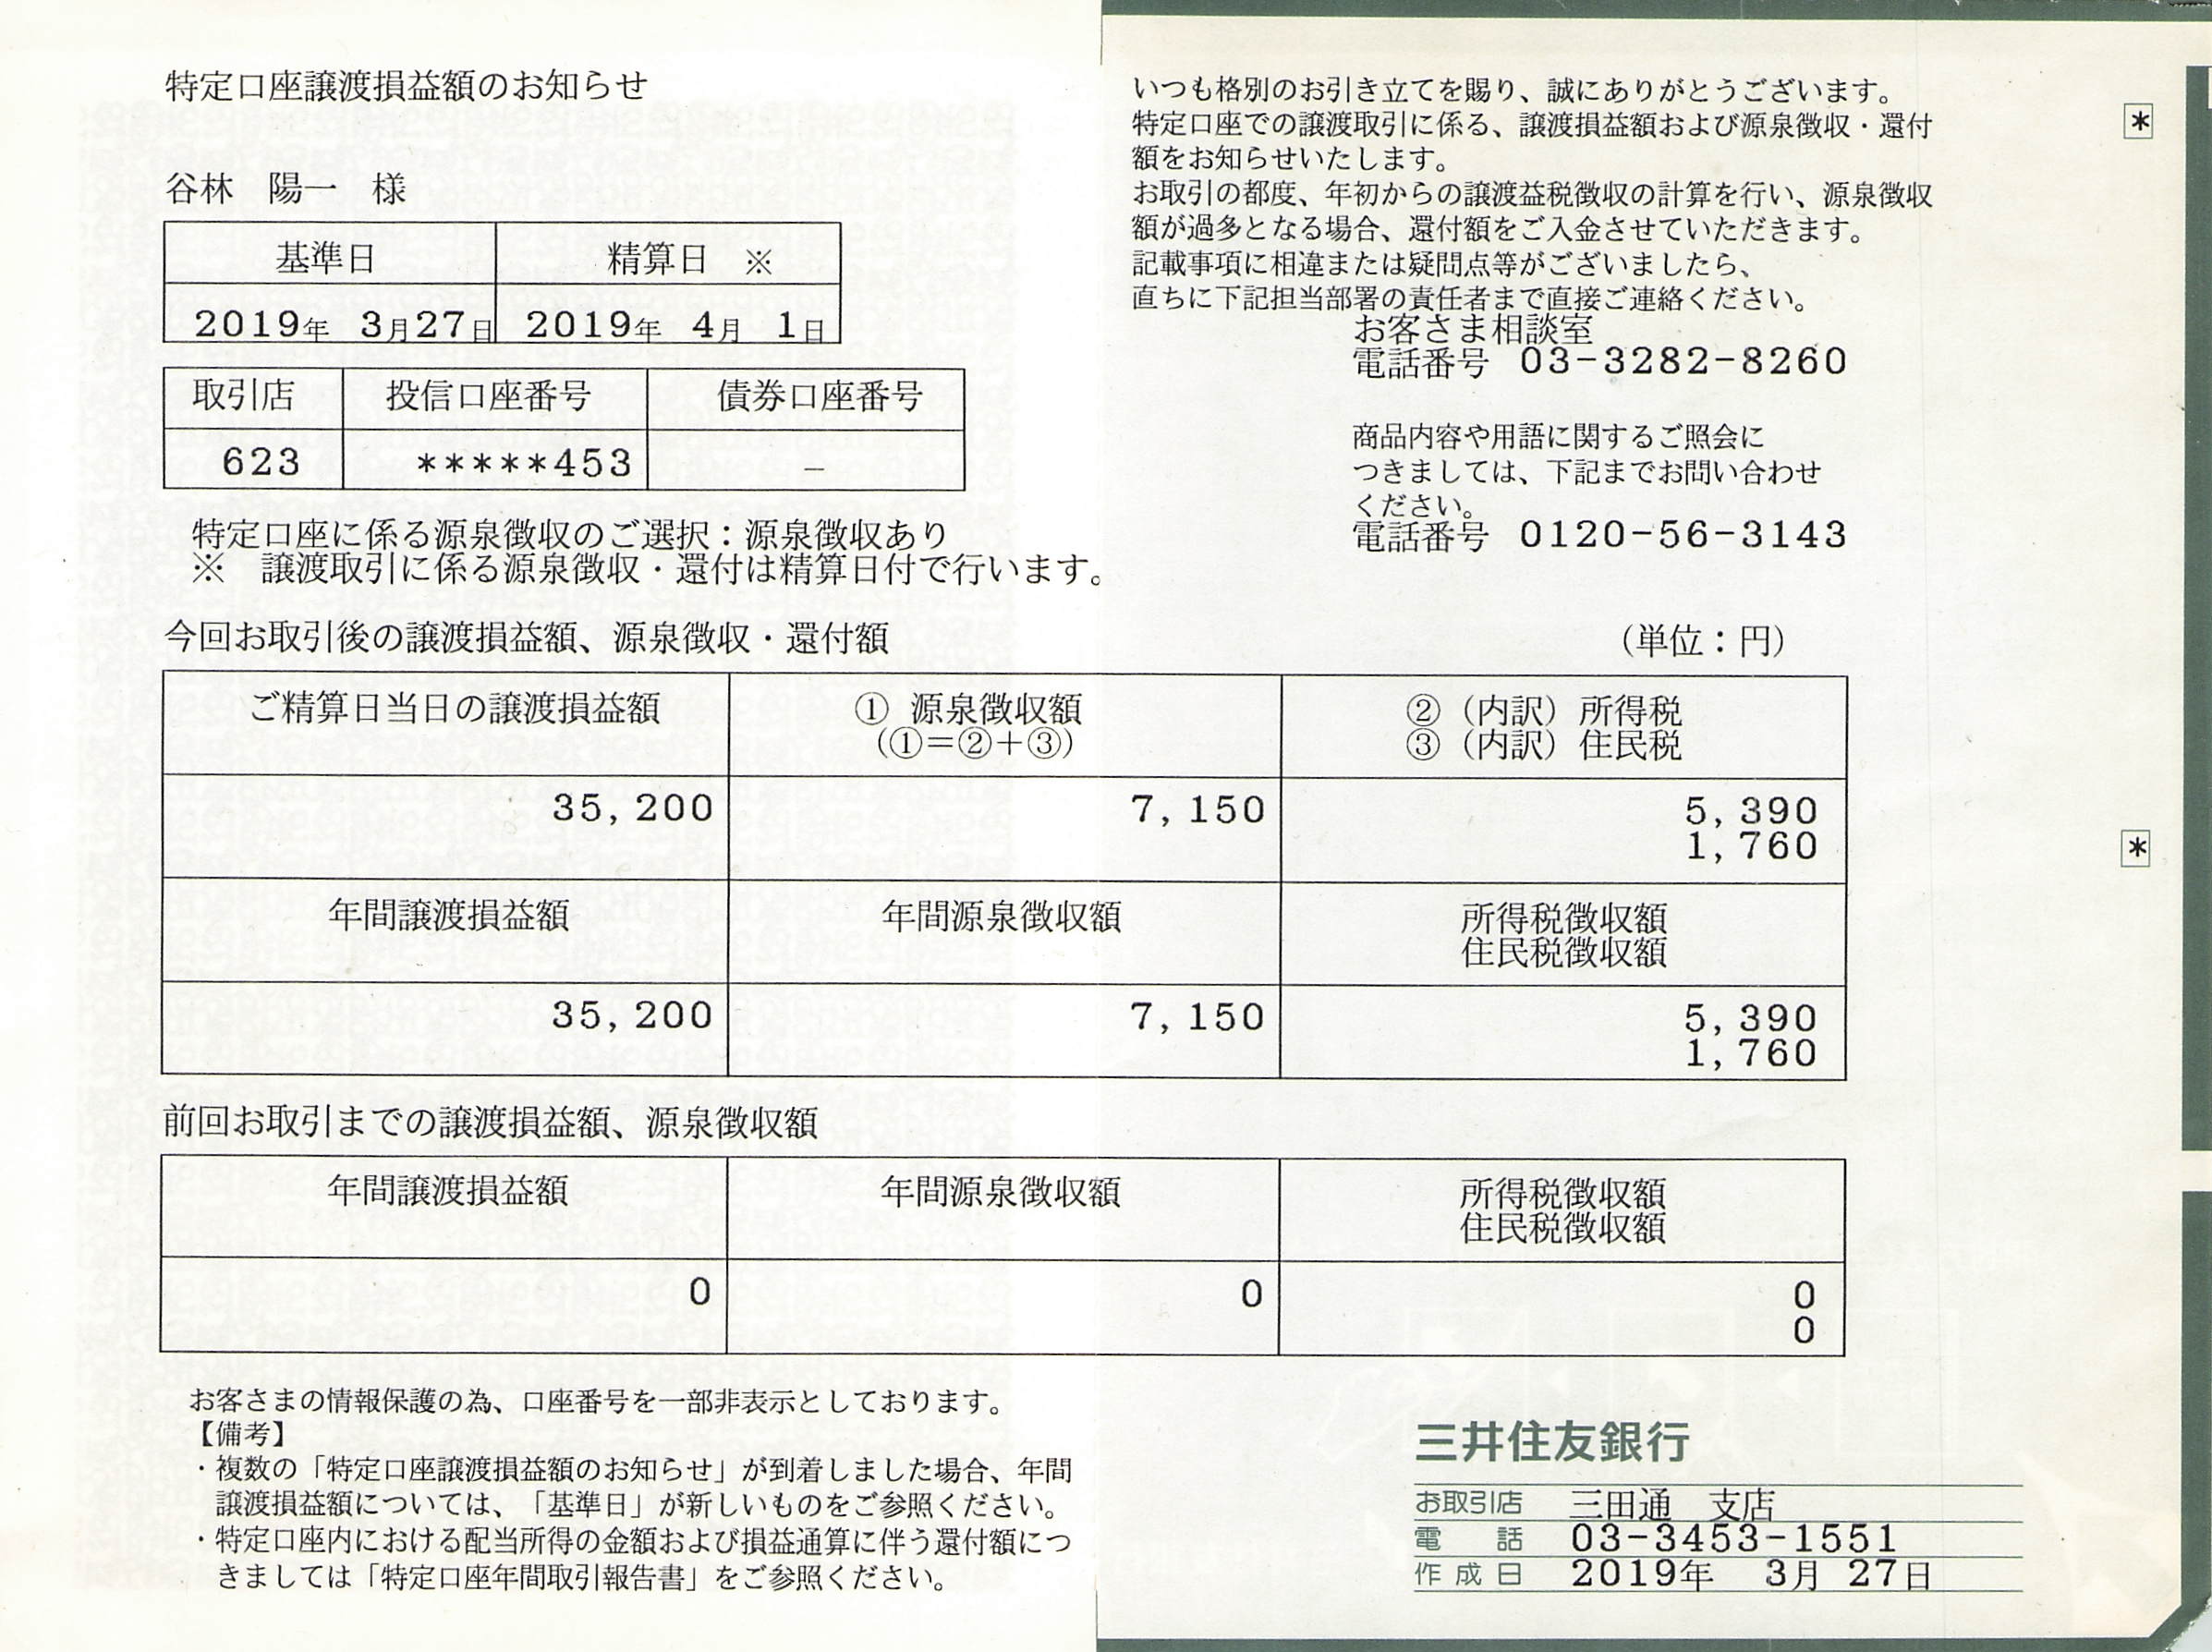 特定口座譲渡損益額のお知らせ
谷林　陽一　様
基準日　精算日　※
2019年　3月27日　2019年　4月　1日
取引店　投信口座番号　債券口座番号
623　*****453　－
特定口座に係る源泉徴収のご選択：源泉徴収あり
※　譲渡取引に係る源泉徴収・還付は精算日付で行います。
いつも格別のお引き立てを賜り、誠にありがとうございます。
特定口座での譲渡取引に係る、譲渡損益額および源泉徴収・還付
額をお知らせいたします。
お取引の都度、年初からの譲渡益税徴収の計算を行い、源泉徴収
額が過多となる場合、還付額をご入金させていただきます。
記載事項に相違または疑問点等がございましたら、
直ちに下記担当部署の責任者まで直接ご連絡ください。
お客さま相談室
電話番号　03-3282-8260
商品内容や用語に関するご照会に
つきましては、下記までお問い合わせ
ください。
電話番号　0120-56-3143
*
*
今回お取引後の譲渡損益額、源泉徴収・還付額　（単位：円）
ご精算日当日の譲渡損益額　①　源泉徴収額　②（内訳）所得税
（①＝②＋③）　③（内訳）住民税
35,200　7,150　5,390
1,760
年間譲渡損益額　年間源泉徴収額　所得税徴収額
住民税徴収額
35,200　7,150　5,390
1,760
前回お取引までの譲渡損益額、源泉徴収額
年間譲渡損益額　年間源泉徴収額　所得税徴収額
住民税徴収額
0　0　0
0
お客さまの情報保護の為、口座番号を一部非表示としております。
【備考】
・複数の「特定口座譲渡損益額のお知らせ」が到着しました場合、年間
譲渡損益額については、「基準日」が新しいものをご参照ください。
・特定口座内における配当所得の金額および損益通算に伴う還付額につ
きましては「特定口座年間取引報告書」をご参照ください。
三井住友銀行
お取引店　三田通　支店
電　話　03-3453-1551
作成日　2019年　3月　27日